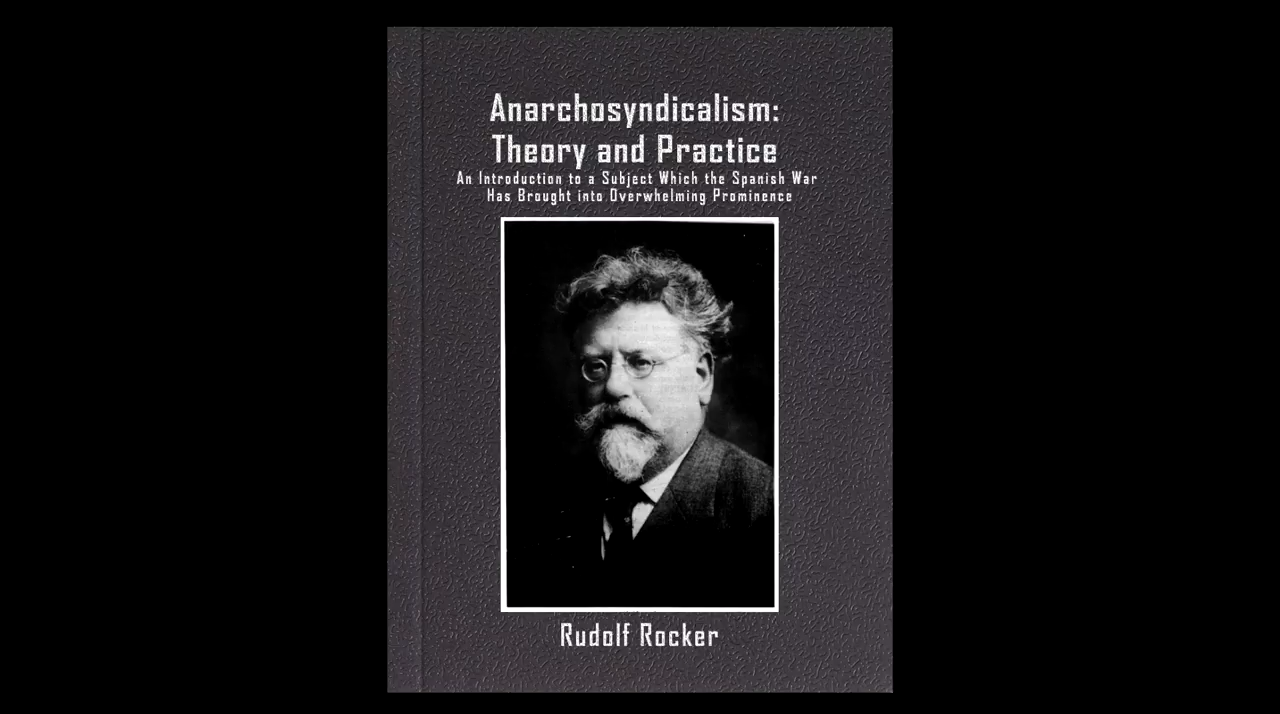 Anarchosyndicalism:
Theory and Practice
An Introduction to a Subject Which the Spanish War
Has Brought into Overwhelming Prominence
Rudolf Rocker